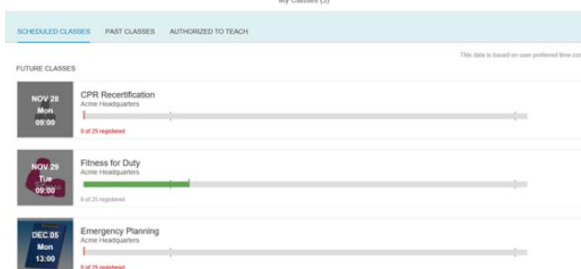 My Classes (3)
SCHEDULED CLASSES PAST CLASSES AUTHORIZED TO TEACH
This date is based on user preferred time-zon
FUTURE CLASSES
NOV 28
Mon
09:00
CPR Recertification
Acme Headquarters
0 of 25 registered
NOV 29
Tue
09:00
Fitness for Duty
Acme Headquarters
6 of 25 registered
DEC 05
Mon
13:00
Emergency Planning
Acme Headquarters
0 of 25 registered